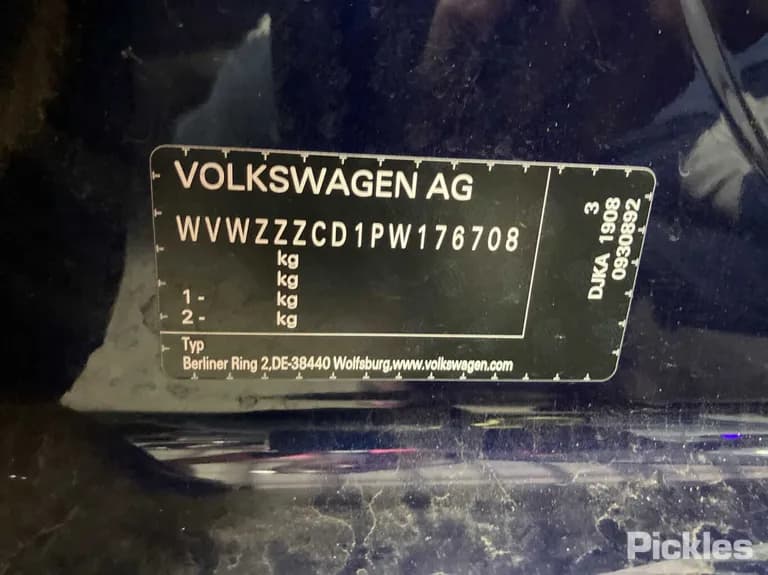 VOLKSWAGEN AG
WVWZZZCD1PW176708
kg
kg
1 - kg
2 - kg
Typ
Berliner Ring 2,DE-38440 Wolfsburg,www.volkswagen.com
3
DJKA 1908
0930892
Pickles